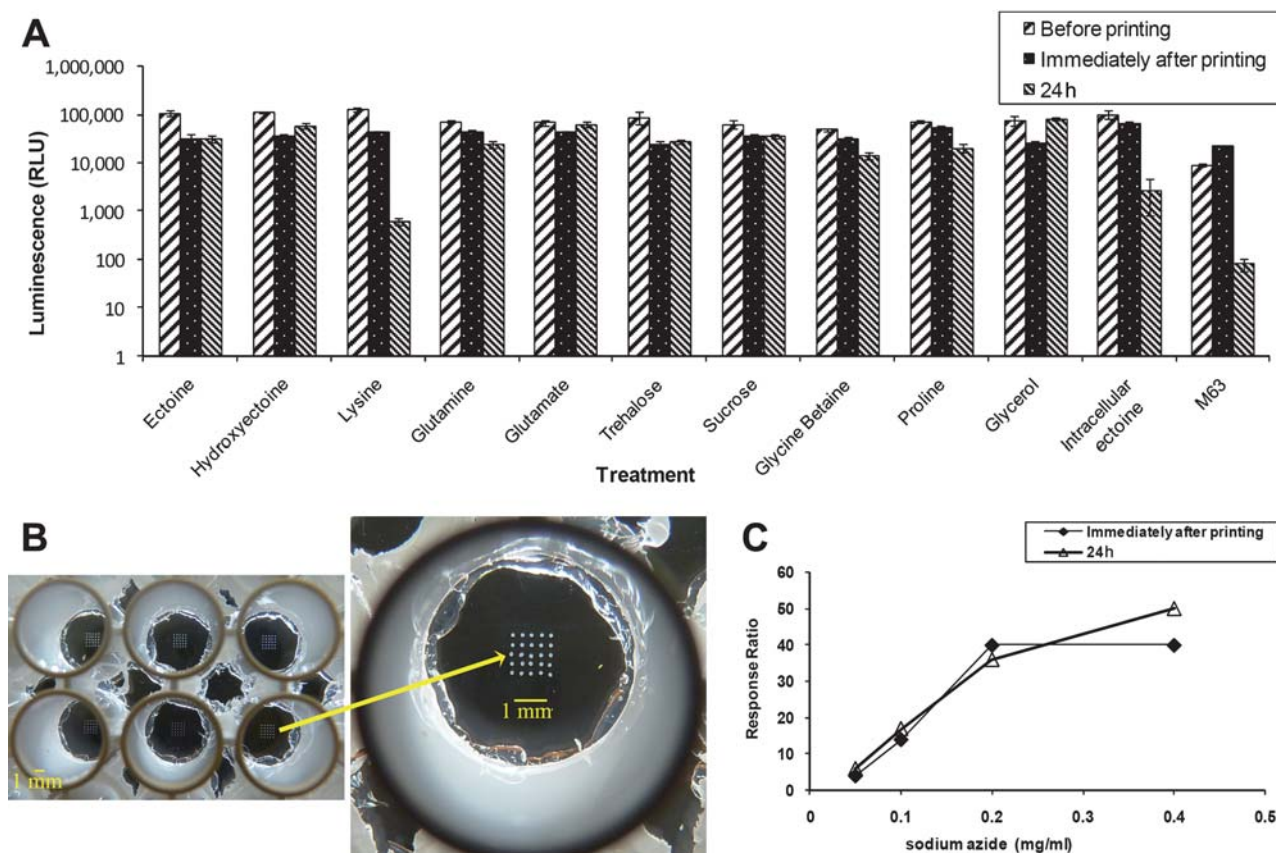 A
Before printing
Immediately after printing
24h
Luminescence (RLU)
1,000,000
100,000
10,000
1,000
100
10
1
Ectoine
Hydroxyectoine
Lysine
Glutamine
Glutamate
Trehalose
Sucrose
Glycine Betaine
Proline
Glycerol
Intracellular
ectoine
M63
Treatment
B
1 mm
1 mm
C
Immediately after printing
24h
Response Ratio
60
50
40
30
20
10
0
0
0.1
0.2
0.3
0.4
0.5
sodium azide (mg/ml)